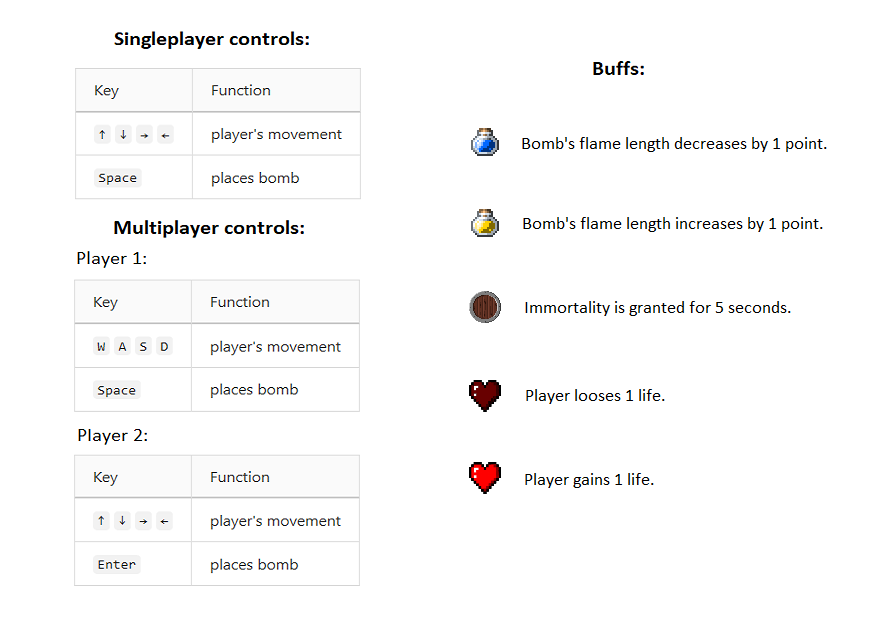 Singleplayer controls:
Key Function
↑ ↓ → ← player's movement
Space places bomb
Multiplayer controls:
Player 1:
Key Function
W A S D player's movement
Space places bomb
Player 2:
Key Function
↑ ↓ → ← player's movement
Enter places bomb
Buffs:
Bomb's flame length decreases by 1 point.
Bomb's flame length increases by 1 point.
Immortality is granted for 5 seconds.
Player looses 1 life.
Player gains 1 life.